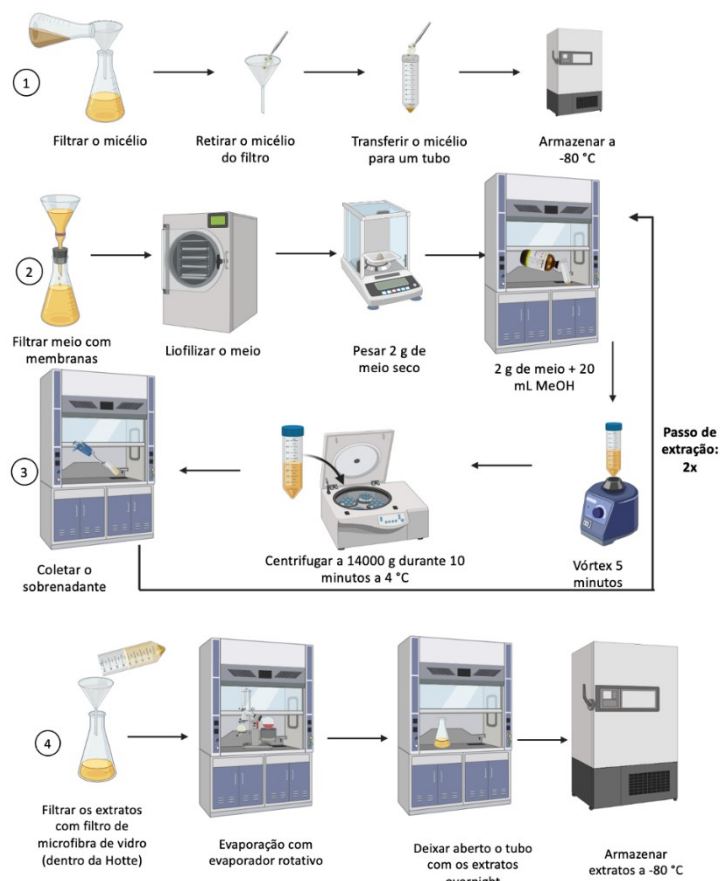 1
Filtrar o micélio
Retirar o micélio
do filtro
Transferir o micélio
para um tubo
Armazenar a
-80 °C
2
Filtrar meio com
membranas
Liofilizar o meio
Pesar 2 g de
meio seco
2 g de meio + 20
mL MeOH
Passo de
extração:
2x
3
Coletar o
sobrenadante
Centrifugar a 14000 g durante 10
minutos a 4 °C
Vórtex 5
minutos
4
Filtrar os extratos
com filtro de
microfibra de vidro
(dentro da Hotte)
Evaporação com
evaporador rotativo
Deixar aberto o tubo
com os extratos
overnight
Armazenar
extratos a -80 °C